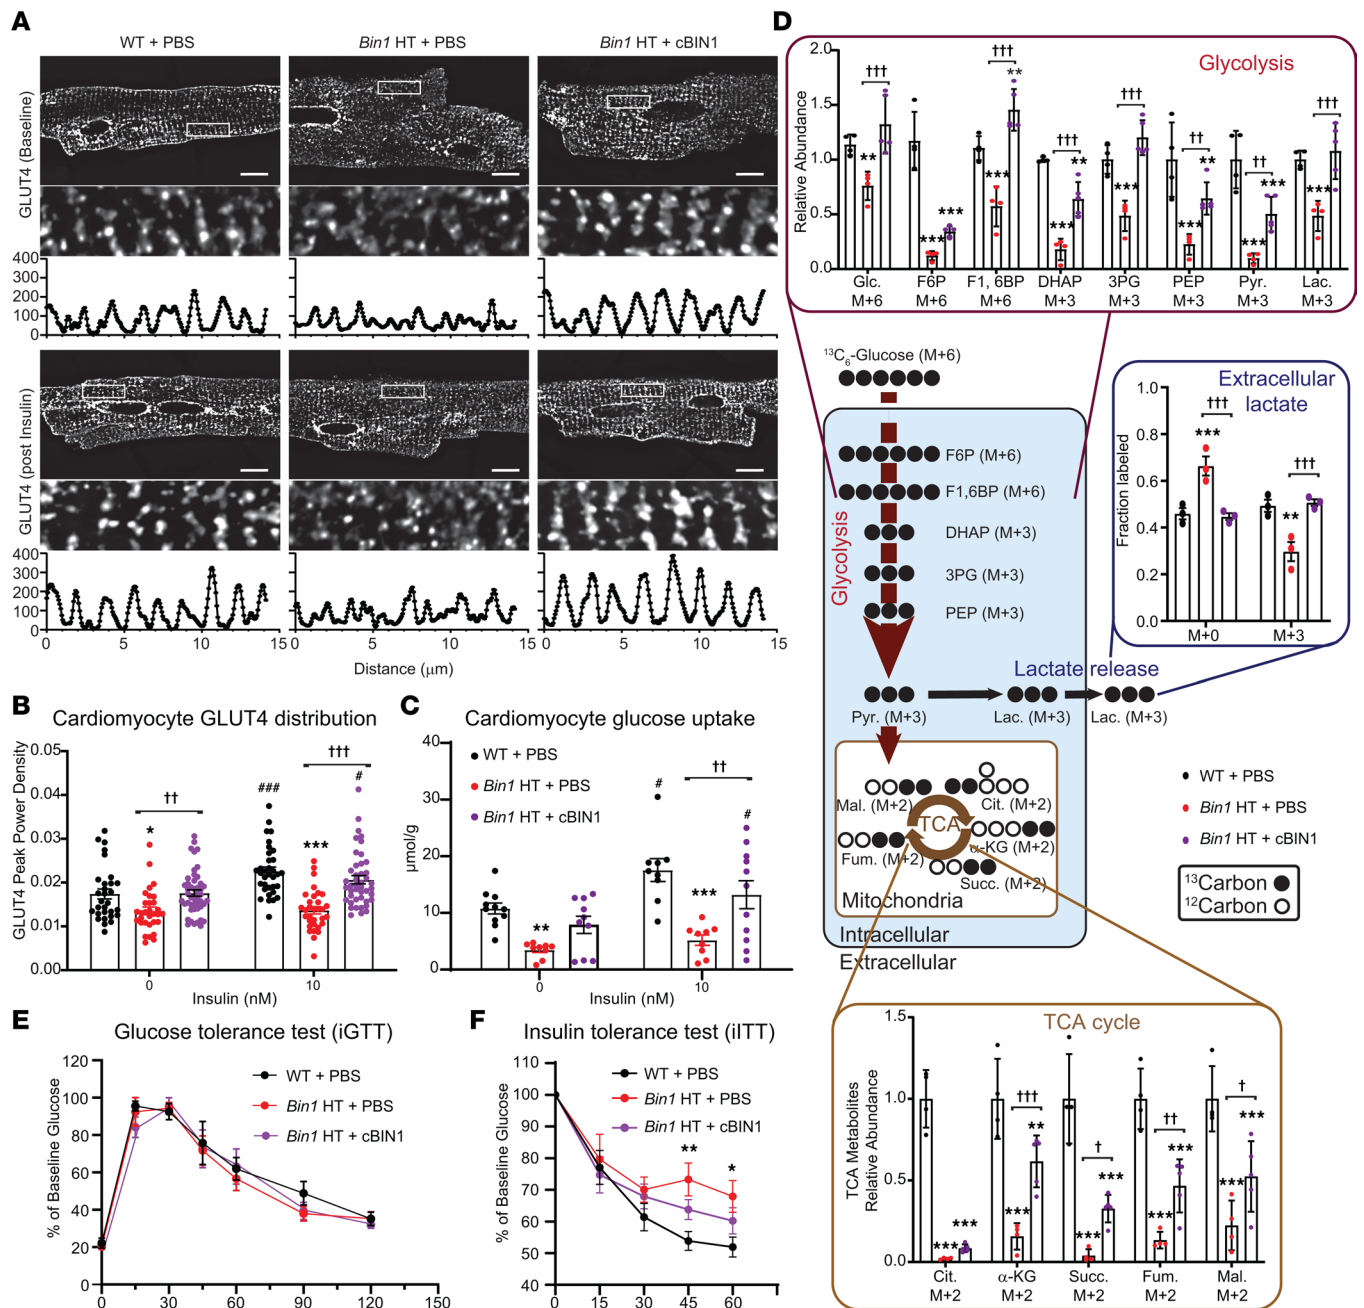 A
WT + PBS
Bin1 HT + PBS
Bin1 HT + cBIN1
GLUT4 (Baseline)
400
300
200
100
0
GLUT4 (post Insulin)
400
300
200
100
0
0 5 10 15
0 5 10 15
0 5 10 15
Distance (μm)
B
Cardiomyocyte GLUT4 distribution
GLUT4 Peak Power Density
0.05
0.04
0.03
0.02
0.01
0.00
††
*
###
†††
***
#
0 10
Insulin (nM)
C
Cardiomyocyte glucose uptake
μmol/g
40
30
20
10
0
WT + PBS
Bin1 HT + PBS
Bin1 HT + cBIN1
**
#
††
***
#
0 10
Insulin (nM)
D
Glycolysis
Relative Abundance
2.0
1.5
1.0
0.5
0.0
††† ††† ††† ††† †† †† †††
** *** *** *** ** *** *** *** ** *** ** *** *** ***
Glc. F6P F1, 6BP DHAP 3PG PEP Pyr. Lac.
M+6 M+6 M+6 M+3 M+3 M+3 M+3 M+3
13C6-Glucose (M+6)
F6P (M+6)
F1,6BP (M+6)
DHAP (M+3)
3PG (M+3)
PEP (M+3)
Glycolysis
Lactate release
Pyr. (M+3)
Lac. (M+3)
Lac. (M+3)
Extracellular
lactate
Fraction labeled
1.0
0.8
0.6
0.4
0.2
0.0
†††
***
†††
**
M+0 M+3
Mal. (M+2)
Cit. (M+2)
TCA
α-KG (M+2)
Fum. (M+2)
Succ. (M+2)
Mitochondria
Intracellular
Extracellular
WT + PBS
Bin1 HT + PBS
Bin1 HT + cBIN1
13Carbon
12Carbon
TCA cycle
TCA Metabolites
Relative Abundance
1.5
1.0
0.5
0.0
††† † †† †
*** *** *** ** *** *** *** *** *** ***
Cit. α-KG Succ. Fum. Mal.
M+2 M+2 M+2 M+2 M+2
E
Glucose tolerance test (iGTT)
% of Baseline Glucose
120
100
80
60
40
20
0
WT + PBS
Bin1 HT + PBS
Bin1 HT + cBIN1
0 30 60 90 120 150
F
Insulin tolerance test (iITT)
% of Baseline Glucose
110
100
90
80
70
60
50
40
WT + PBS
Bin1 HT + PBS
Bin1 HT + cBIN1
**
*
0 15 30 45 60